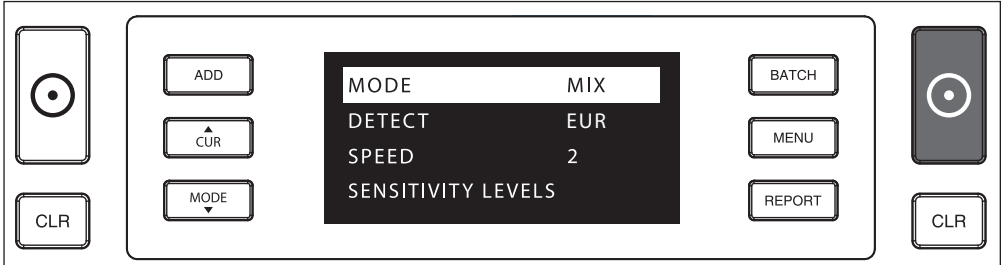 ADD
CUR
MODE
CLR
MODE MIX
DETECT EUR
SPEED 2
SENSITIVITY LEVELS
BATCH
MENU
REPORT
CLR